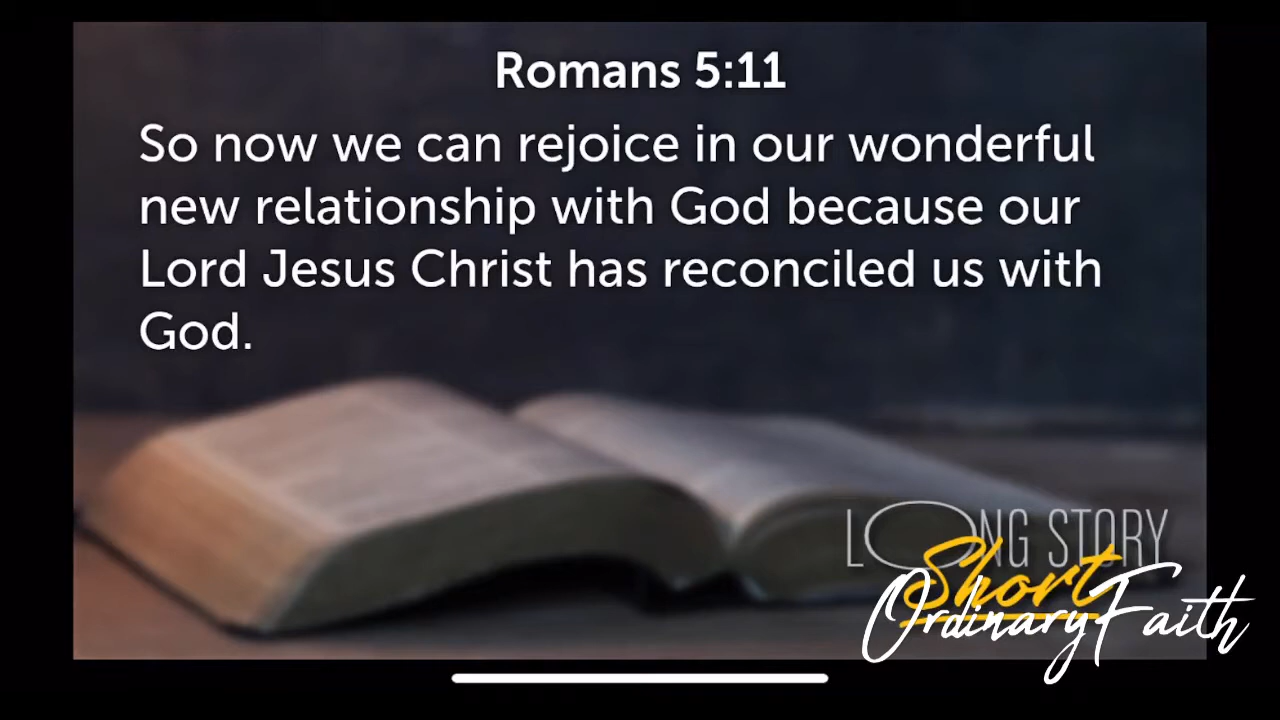 Romans 5:11
So now we can rejoice in our wonderful
new relationship with God because our
Lord Jesus Christ has reconciled us with
God.
LONG STORY
Short
OrdinaryFaith